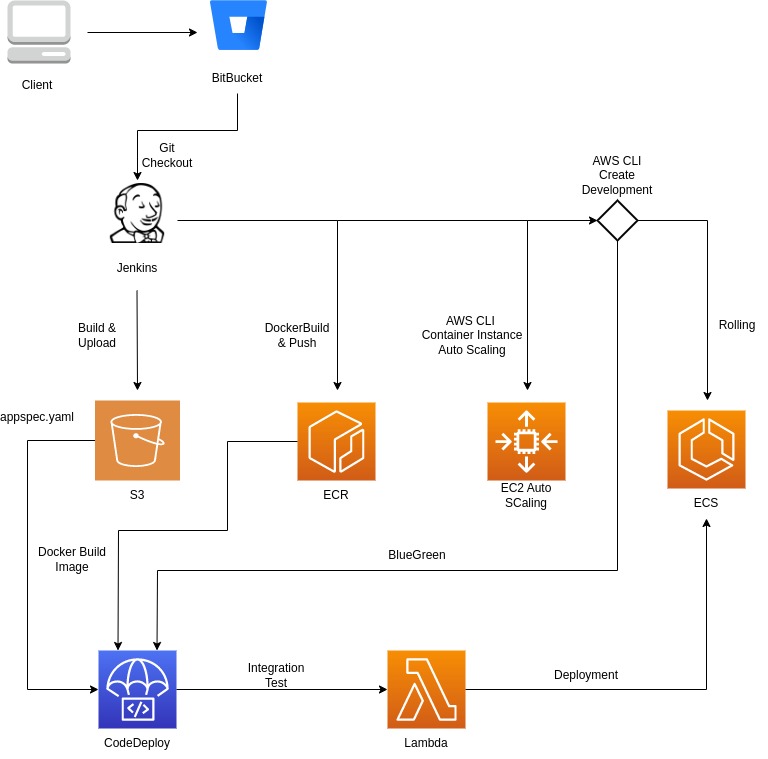 Client
BitBucket
Git
Checkout
AWS CLI
Create
Development
Jenkins
Build &
Upload
DockerBuild
& Push
AWS CLI
Container Instance
Auto Scaling
Rolling
appspec.yaml
S3
ECR
EC2 Auto
SCaling
ECS
Docker Build
Image
BlueGreen
</>
Integration
Test
Deployment
CodeDeploy
Lambda